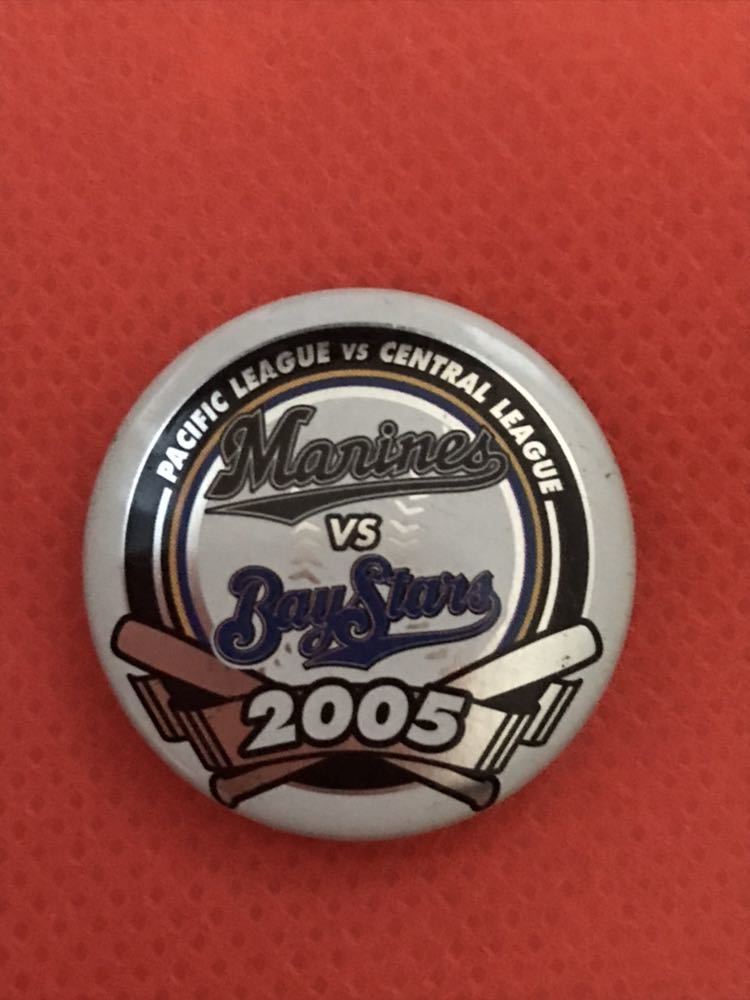 PACIFIC LEAGUE VS CENTRAL LEAGUE
Marines
VS
BayStars
2005